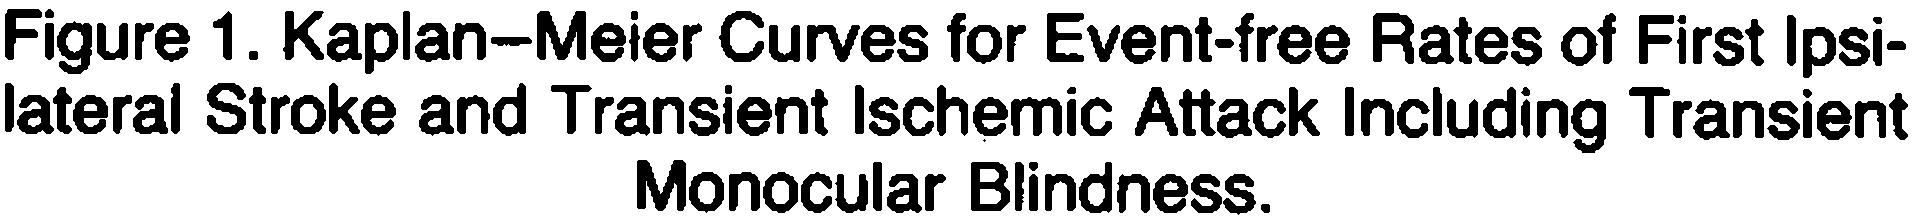 Figure 1. Kaplan–Meier Curves for Event-free Rates of First Ipsi-
lateral Stroke and Transient Ischemic Attack Including Transient
Monocular Blindness.